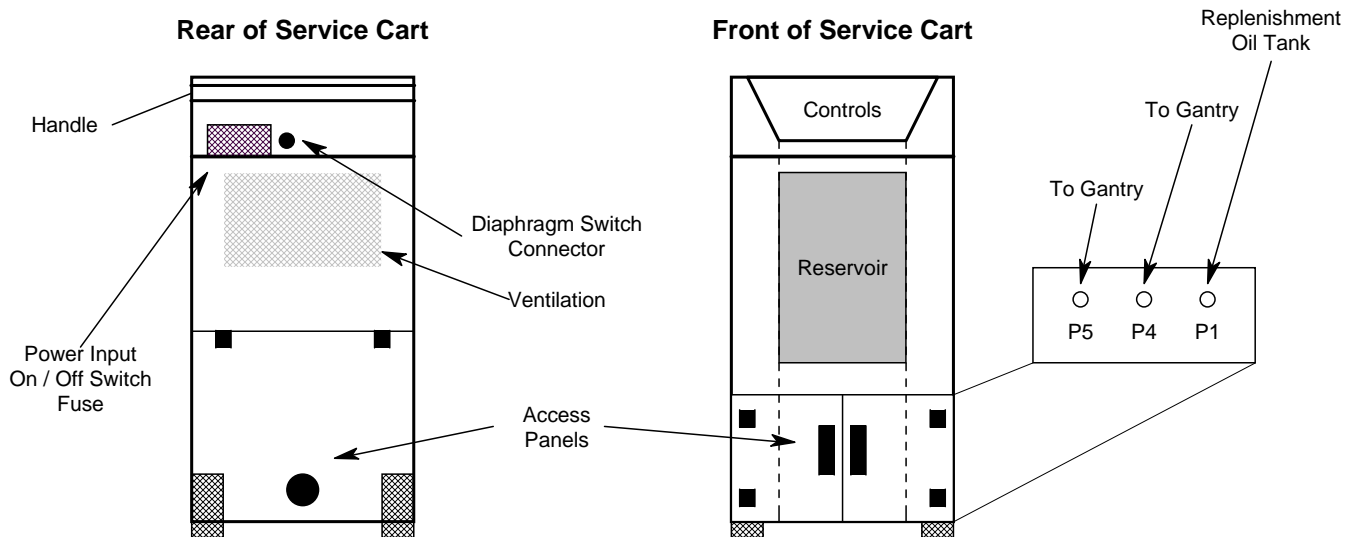 Rear of Service Cart
Handle
Diaphragm Switch
Connector
Ventilation
Power Input
On / Off Switch
Fuse
Access
Panels
Front of Service Cart
Controls
Reservoir
Replenishment
Oil Tank
To Gantry
To Gantry
P5 P4 P1